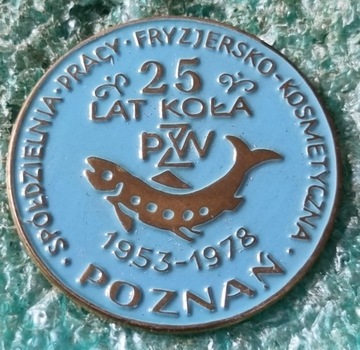 SPÓŁDZIELNIA · PRACY · FRYZJERSKO-KOSMETYCZNA ·
25
LAT KOŁA
PZW
1953-1978
POZNAŃ